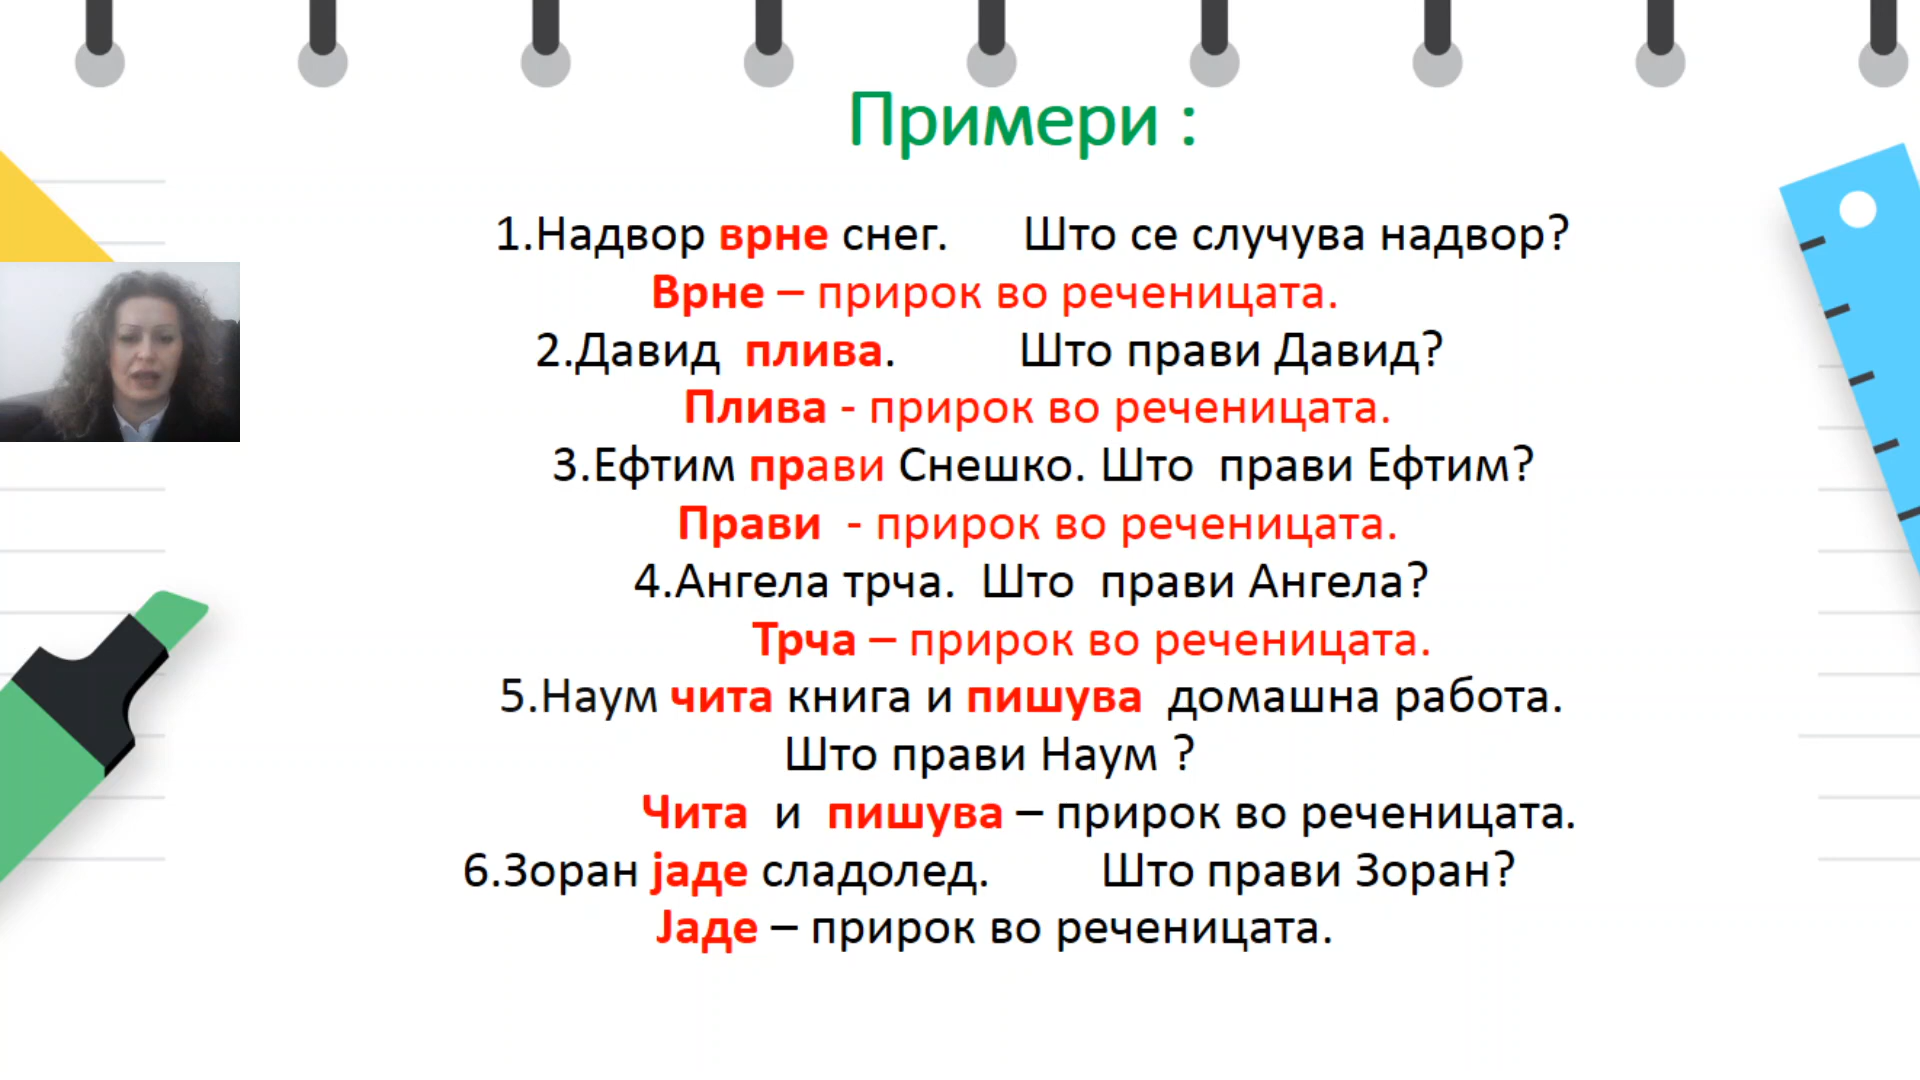 Примери :
1.Надвор врне снег. Што се случува надвор?
Врне – прирок во реченицата.
2.Давид плива. Што прави Давид?
Плива - прирок во реченицата.
3.Ефтим прави Снешко. Што прави Ефтим?
Прави - прирок во реченицата.
4.Ангела трча. Што прави Ангела?
Трча – прирок во реченицата.
5.Наум чита книга и пишува домашна работа.
Што прави Наум ?
Чита и пишува – прирок во реченицата.
6.Зоран јаде сладолед. Што прави Зоран?
Јаде – прирок во реченицата.